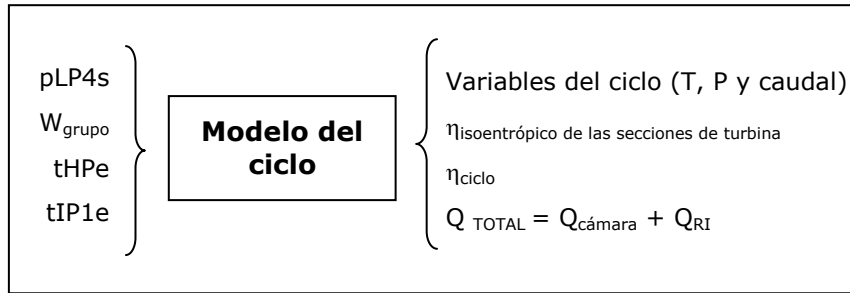 pLP4s
Wgrupo
tHPe
tIP1e
Modelo del
ciclo
Variables del ciclo (T, P y caudal)
ηisoentrópico de las secciones de turbina
ηciclo
Q TOTAL = Qcámara + QRI